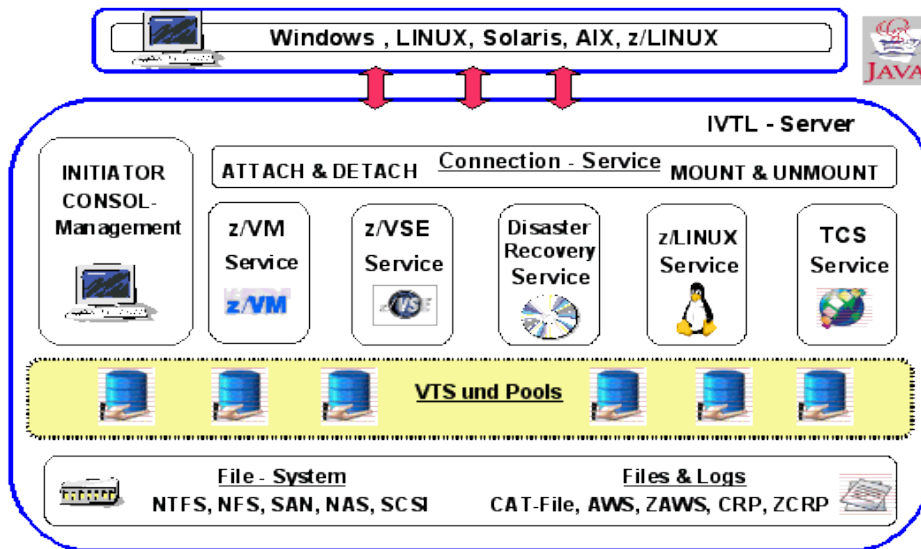 Windows , LINUX, Solaris, AIX, z/LINUX
JAVA
IVTL - Server
INITIATOR
CONSOL-
Management
ATTACH & DETACH Connection - Service MOUNT & UNMOUNT
z/VM
Service
z/VM
z/VSE
Service
z/VSE
Disaster
Recovery
Service
z/LINUX
Service
TCS
Service
VTS und Pools
File - System
NTFS, NFS, SAN, NAS, SCSI
Files & Logs
CAT-File, AWS, ZAWS, CRP, ZCRP